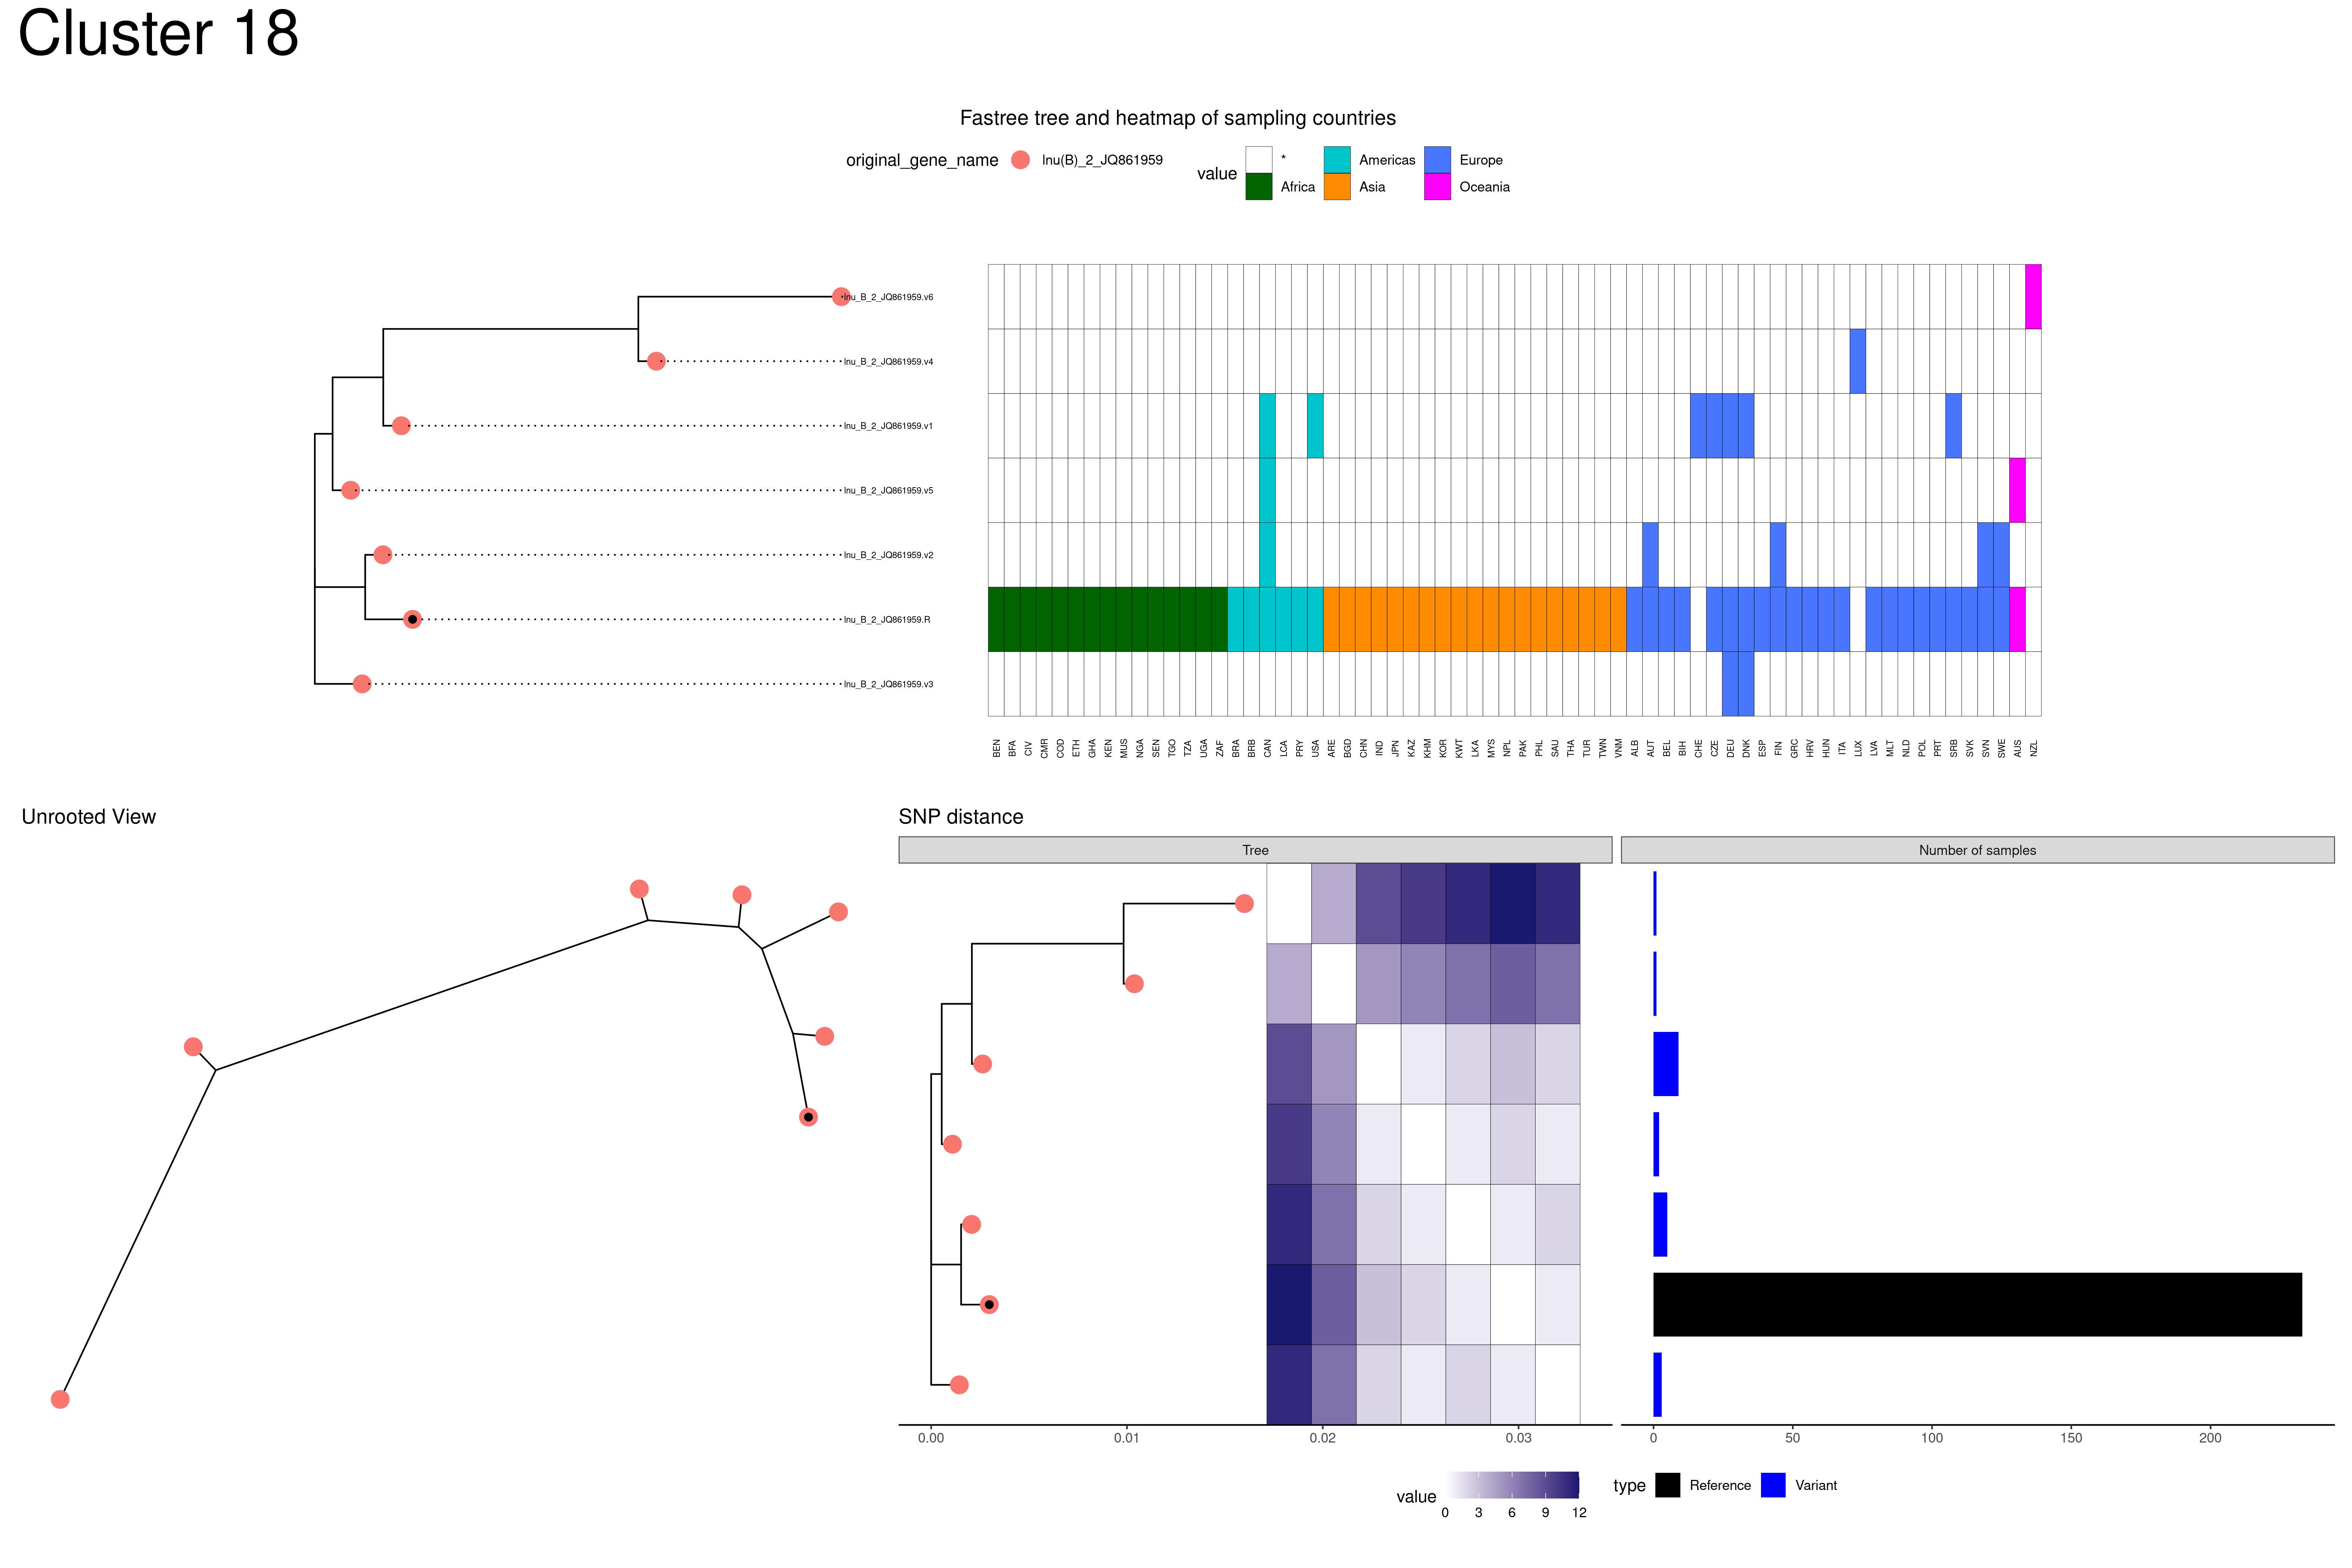 Cluster 18
Fastree tree and heatmap of sampling countries
original_gene_name lnu(B)_2_JQ861959 value * Americas Europe
Africa Asia Oceania
lnu_B_2_JQ861959.v6
lnu_B_2_JQ861959.v4
lnu_B_2_JQ861959.v1
lnu_B_2_JQ861959.v5
lnu_B_2_JQ861959.v2
lnu_B_2_JQ861959.R
lnu_B_2_JQ861959.v3
BEN BFA CIV CMR COD ETH GHA KEN MUS NGA SEN TGO TZA UGA ZAF BRA BRB CAN LCA PRY USA ARE BGD CHN IND JPN KAZ KHM KOR KWT LKA MYS NPL PAK PHL SAU THA TUR TWN VNM ALB AUT BEL BIH CHE CZE DEU DNK ESP FIN GRC HRV HUN ITA LUX LVA MLT NLD POL PRT SRB SVK SVN SWE AUS NZL
Unrooted View
SNP distance
Tree Number of samples
0.00 0.01 0.02 0.03 0 50 100 150 200
value 0 3 6 9 12 type Reference Variant